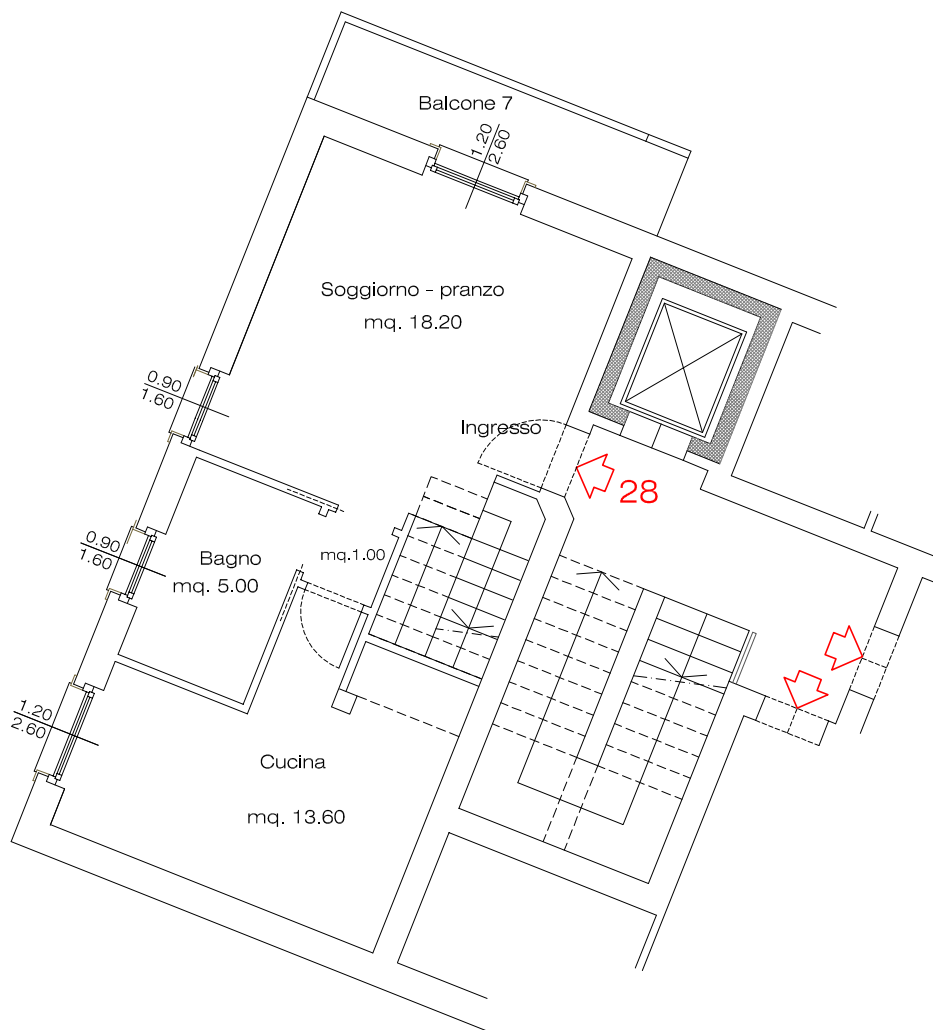 Balcone 7
1.20
2.60
Soggiorno - pranzo
mq. 18.20
0.90
1.60
Ingresso
28
0.90
1.60
Bagno
mq. 5.00
mq.1.00
1.20
2.60
Cucina
mq. 13.60